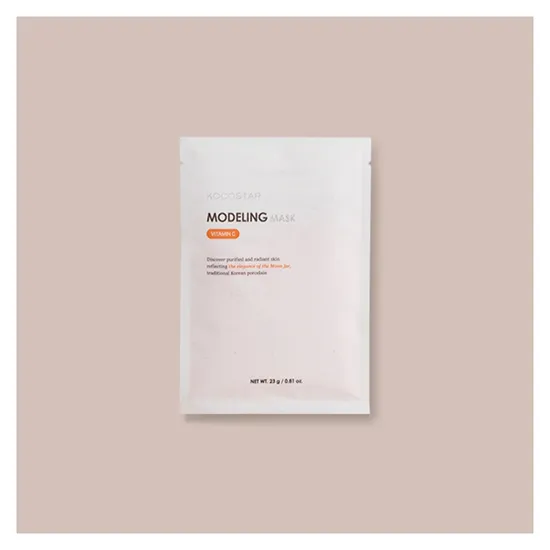 KOCOSTAR
MODELING MASK
VITAMIN C
Discover purified and radiant skin
reflecting the elegance of the Moon Jar,
traditional Korean porcelain
NET WT. 23 g / 0.81 oz.